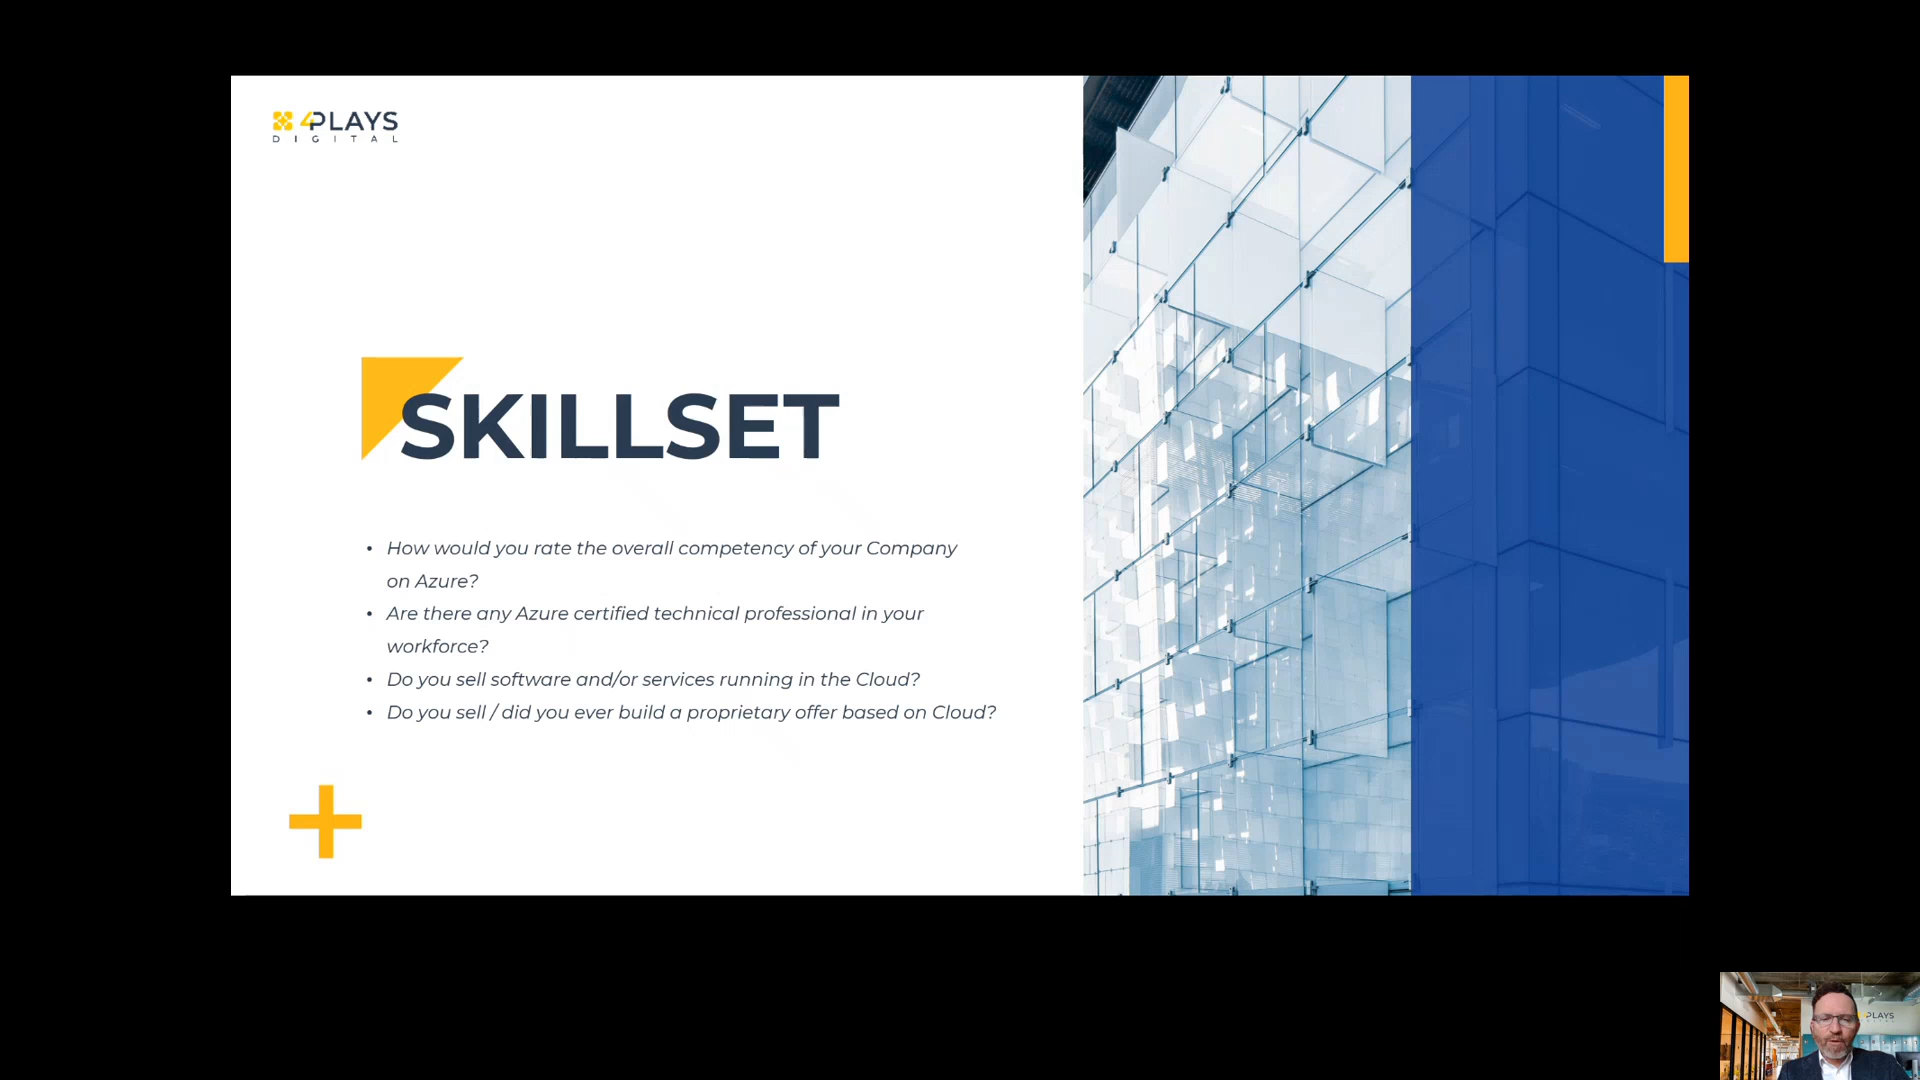 4PLAYS
DIGITAL
SKILLSET
• How would you rate the overall competency of your Company
on Azure?
• Are there any Azure certified technical professional in your
workforce?
• Do you sell software and/or services running in the Cloud?
• Do you sell / did you ever build a proprietary offer based on Cloud?
PLAYS